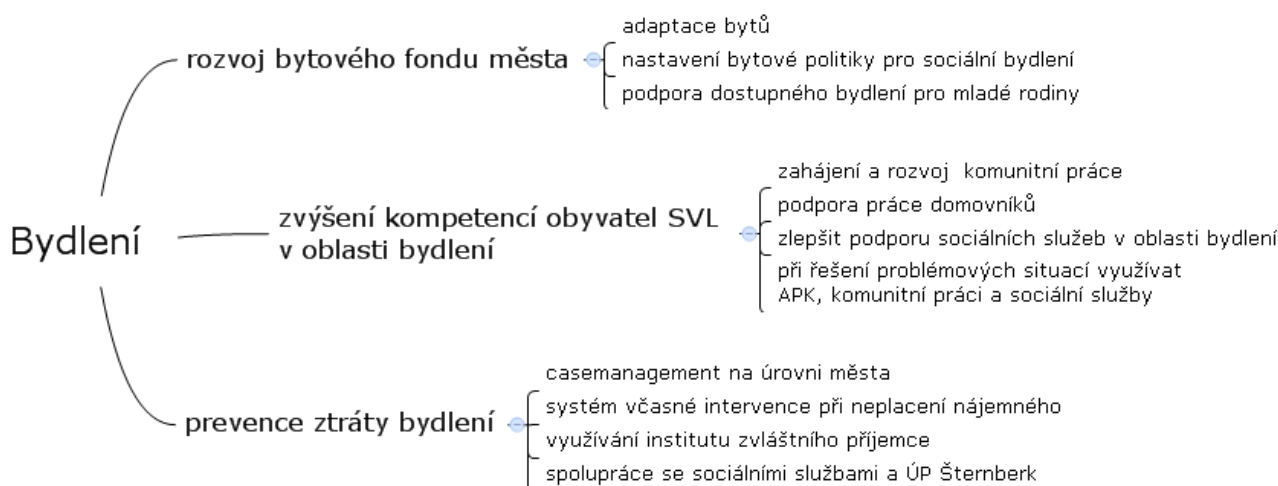 Bydlení
rozvoj bytového fondu města
adaptace bytů
nastavení bytové politiky pro sociální bydlení
podpora dostupného bydlení pro mladé rodiny
zvýšení kompetencí obyvatel SVL
v oblasti bydlení
zahájení a rozvoj komunitní práce
podpora práce domovníků
zlepšit podporu sociálních služeb v oblasti bydlení
při řešení problémových situací využívat
APK, komunitní práci a sociální služby
prevence ztráty bydlení
casemanagement na úrovni města
systém včasné intervence při neplacení nájemného
využívání institutu zvláštního příjemce
spolupráce se sociálními službami a ÚP Šternberk